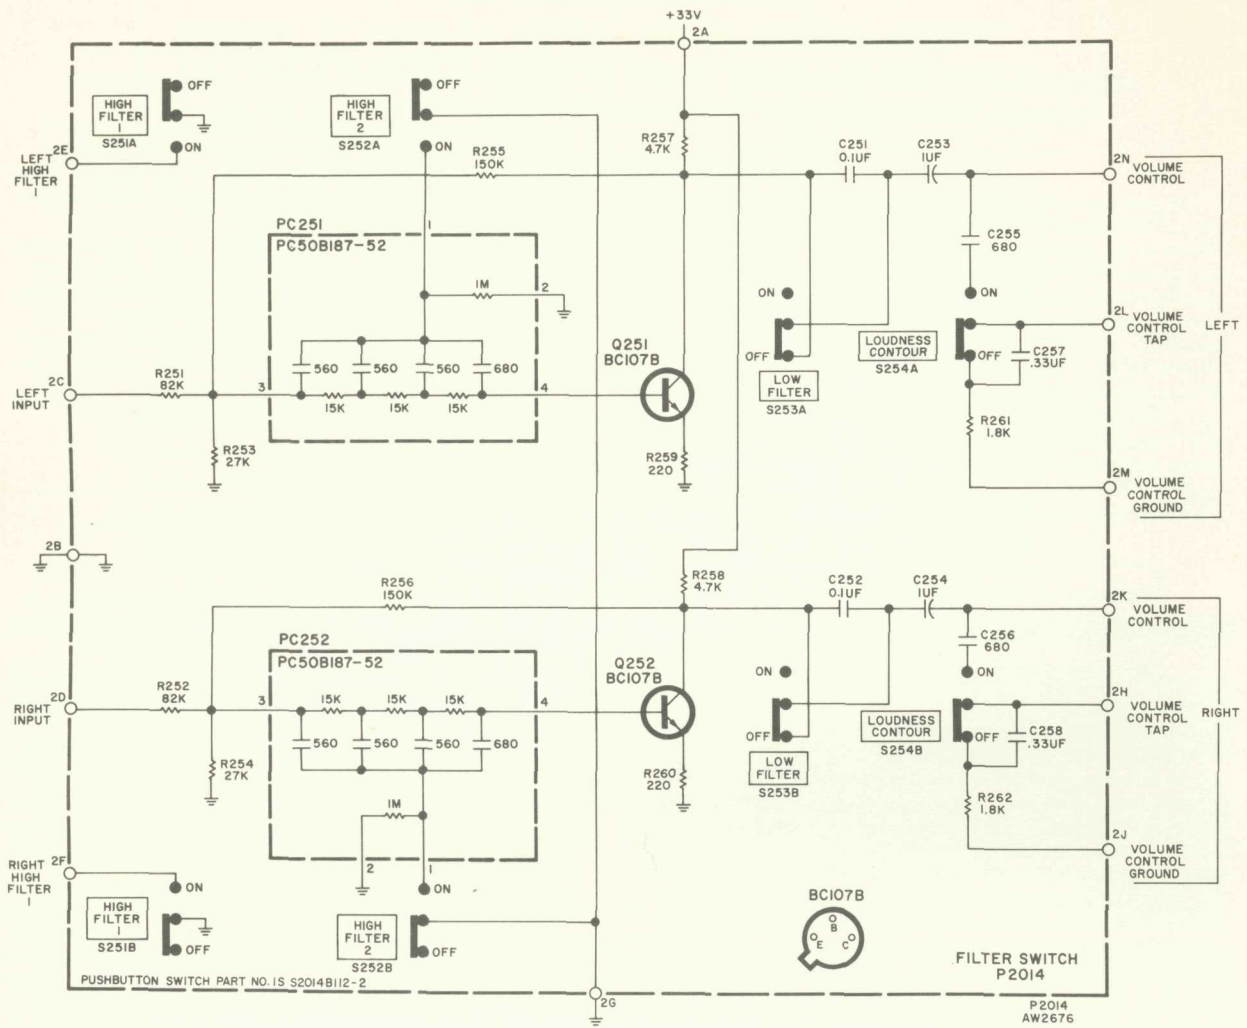 +33V
2A
HIGH
FILTER
1
S251A
OFF
ON
HIGH
FILTER
2
S252A
OFF
ON
2E
LEFT
HIGH
FILTER
1
R255
150K
R257
4.7K
C251
0.1UF
C253
1UF
2N
VOLUME
CONTROL
PC251
PC50B187-52
1
1M
2
C255
680
ON
2L
VOLUME
CONTROL
TAP
LEFT
ON
OFF
LOW
FILTER
S253A
LOUDNESS
CONTOUR
S254A
OFF
C257
.33UF
Q251
BC107B
560
560
560
680
2C
LEFT
INPUT
R251
82K
3
15K
15K
15K
4
R253
27K
R259
220
R261
1.8K
2M
VOLUME
CONTROL
GROUND
2B
R256
150K
R258
4.7K
C252
0.1UF
C254
1UF
2K
VOLUME
CONTROL
PC252
PC50B187-52
Q252
BC107B
C256
680
ON
ON
2D
RIGHT
INPUT
R252
82K
3
15K
15K
15K
4
560
560
560
680
2H
VOLUME
CONTROL
TAP
RIGHT
OFF
LOW
FILTER
S253B
LOUDNESS
CONTOUR
S254B
OFF
C258
.33UF
R254
27K
1M
2
1
R260
220
R262
1.8K
2J
VOLUME
CONTROL
GROUND
2F
RIGHT
HIGH
FILTER
1
ON
HIGH
FILTER
1
S251B
OFF
ON
HIGH
FILTER
2
S252B
OFF
BC107B
B
E
C
FILTER SWITCH
P2014
PUSHBUTTON SWITCH PART NO. IS S2014B112-2
2G
P2014
AW2676